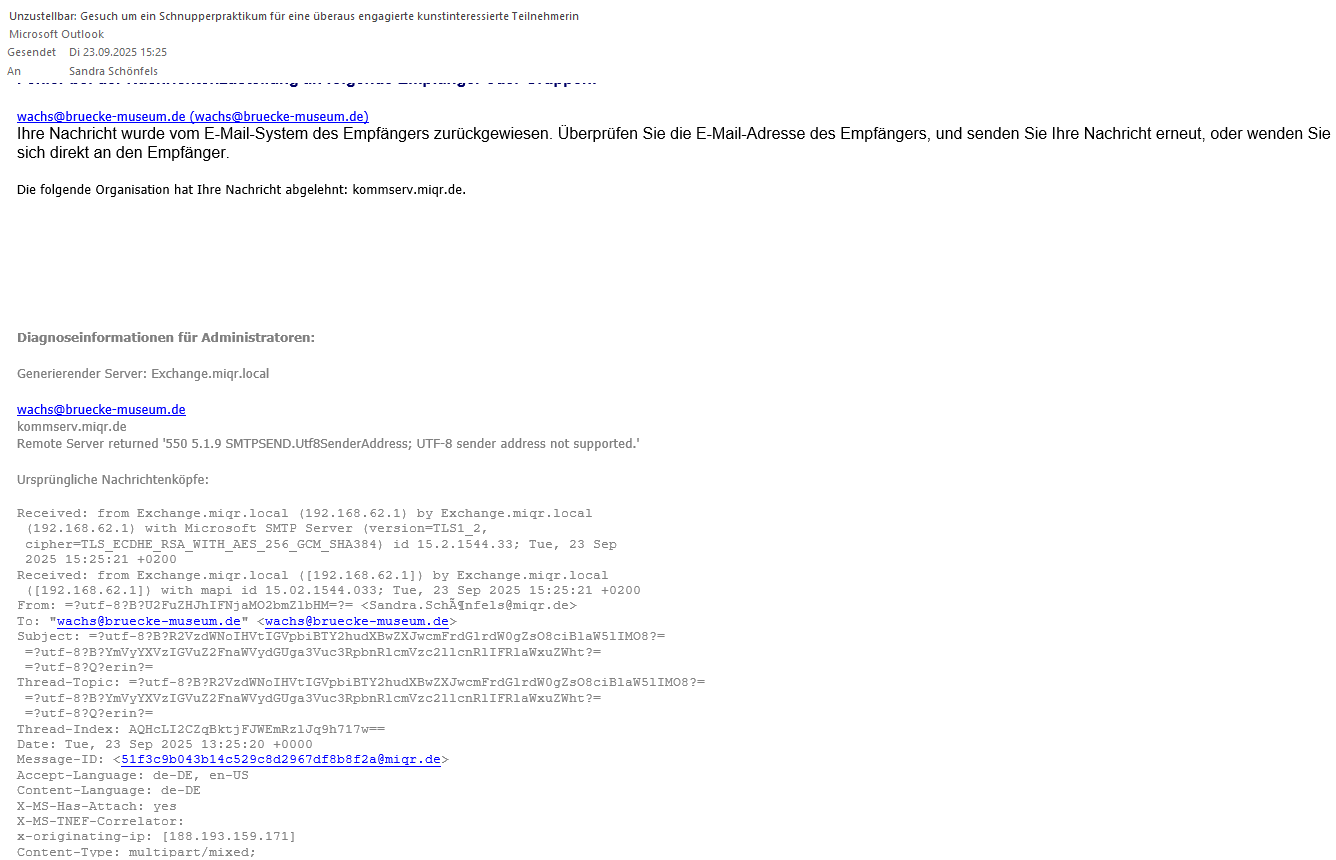 Unzustellbar: Gesuch um ein Schnupperpraktikum für eine überaus engagierte kunstinteressierte Teilnehmerin
Microsoft Outlook
Gesendet Di 23.09.2025 15:25
An Sandra Schönfels
wachs@bruecke-museum.de (wachs@bruecke-museum.de)
Ihre Nachricht wurde vom E-Mail-System des Empfängers zurückgewiesen. Überprüfen Sie die E-Mail-Adresse des Empfängers, und senden Sie Ihre Nachricht erneut, oder wenden Sie
sich direkt an den Empfänger.
Die folgende Organisation hat Ihre Nachricht abgelehnt: kommserv.miqr.de.
Diagnoseinformationen für Administratoren:
Generierender Server: Exchange.miqr.local
wachs@bruecke-museum.de
kommserv.miqr.de
Remote Server returned '550 5.1.9 SMTPSEND.Utf8SenderAddress; UTF-8 sender address not supported.'
Ursprüngliche Nachrichtenköpfe:
Received: from Exchange.miqr.local (192.168.62.1) by Exchange.miqr.local
(192.168.62.1) with Microsoft SMTP Server (version=TLS1_2,
cipher=TLS_ECDHE_RSA_WITH_AES_256_GCM_SHA384) id 15.2.1544.33; Tue, 23 Sep
2025 15:25:21 +0200
Received: from Exchange.miqr.local ([192.168.62.1]) by Exchange.miqr.local
([192.168.62.1]) with mapi id 15.02.1544.033; Tue, 23 Sep 2025 15:25:21 +0200
From: =?utf-8?B?U2FuZHJhIFNjaMO2bmZlbHM=?= <Sandra.SchÃ¶nfels@miqr.de>
To: "wachs@bruecke-museum.de" <wachs@bruecke-museum.de>
Subject: =?utf-8?B?R2VzdWNoIHVtIGVpbiBTY2hudXBwZXJwcmFrdGlrdW0gZsO8ciBlaW5lIMO8?=
=?utf-8?B?YmVyYXVzIGVuZ2FnaWVydGUga3Vuc3RpbnRlcmVzc2llcnRlIFRlaWxuZWht?=
=?utf-8?Q?erin?=
Thread-Topic: =?utf-8?B?R2VzdWNoIHVtIGVpbiBTY2hudXBwZXJwcmFrdGlrdW0gZsO8ciBlaW5lIMO8?=
=?utf-8?B?YmVyYXVzIGVuZ2FnaWVydGUga3Vuc3RpbnRlcmVzc2llcnRlIFRlaWxuZWht?=
=?utf-8?Q?erin?=
Thread-Index: AQHcLI2CZqBktjFJWEmRzlJq9h717w==
Date: Tue, 23 Sep 2025 13:25:20 +0000
Message-ID: <51f3c9b043b14c529c8d2967df8b8f2a@miqr.de>
Accept-Language: de-DE, en-US
Content-Language: de-DE
X-MS-Has-Attach: yes
X-MS-TNEF-Correlator:
x-originating-ip: [188.193.159.171]
Content-Type: multipart/mixed;